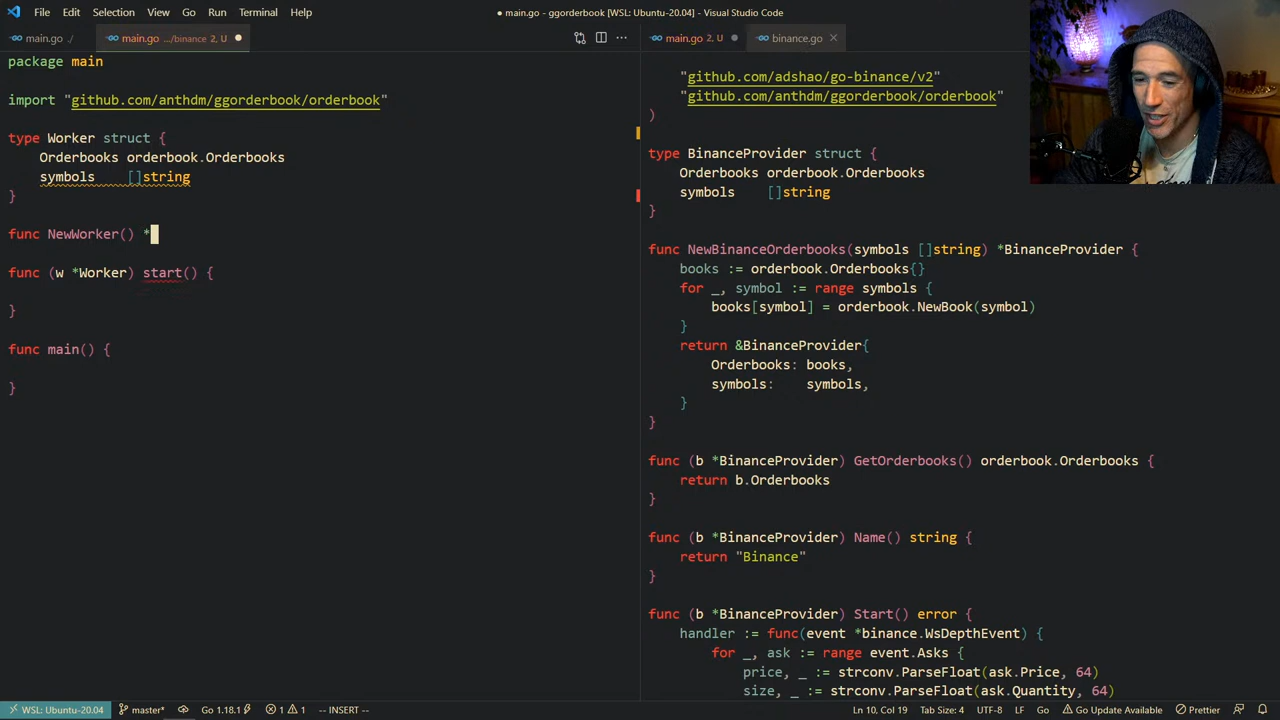 File Edit Selection View Go Run Terminal Help
● main.go - ggorderbook [WSL: Ubuntu-20.04] - Visual Studio Code
main.go ./
main.go .../binance 2, U ●
package main
import "github.com/anthdm/ggorderbook/orderbook"
type Worker struct {
Orderbooks orderbook.Orderbooks
symbols []string
}
func NewWorker() *
func (w *Worker) start() {
}
func main() {
}
main.go 2, U ●
binance.go
"github.com/adshao/go-binance/v2"
"github.com/anthdm/ggorderbook/orderbook"
)
type BinanceProvider struct {
Orderbooks orderbook.Orderbooks
symbols []string
}
func NewBinanceOrderbooks(symbols []string) *BinanceProvider {
books := orderbook.Orderbooks{}
for _, symbol := range symbols {
books[symbol] = orderbook.NewBook(symbol)
}
return &BinanceProvider{
Orderbooks: books,
symbols: symbols,
}
}
func (b *BinanceProvider) GetOrderbooks() orderbook.Orderbooks {
return b.Orderbooks
}
func (b *BinanceProvider) Name() string {
return "Binance"
}
func (b *BinanceProvider) Start() error {
handler := func(event *binance.WsDepthEvent) {
for _, ask := range event.Asks {
price, _ := strconv.ParseFloat(ask.Price, 64)
size, _ := strconv.ParseFloat(ask.Quantity, 64)
WSL: Ubuntu-20.04 master* Go 1.18.1 1 1 -- INSERT -- Ln 10, Col 19 Tab Size: 4 UTF-8 LF Go Go Update Available Prettier